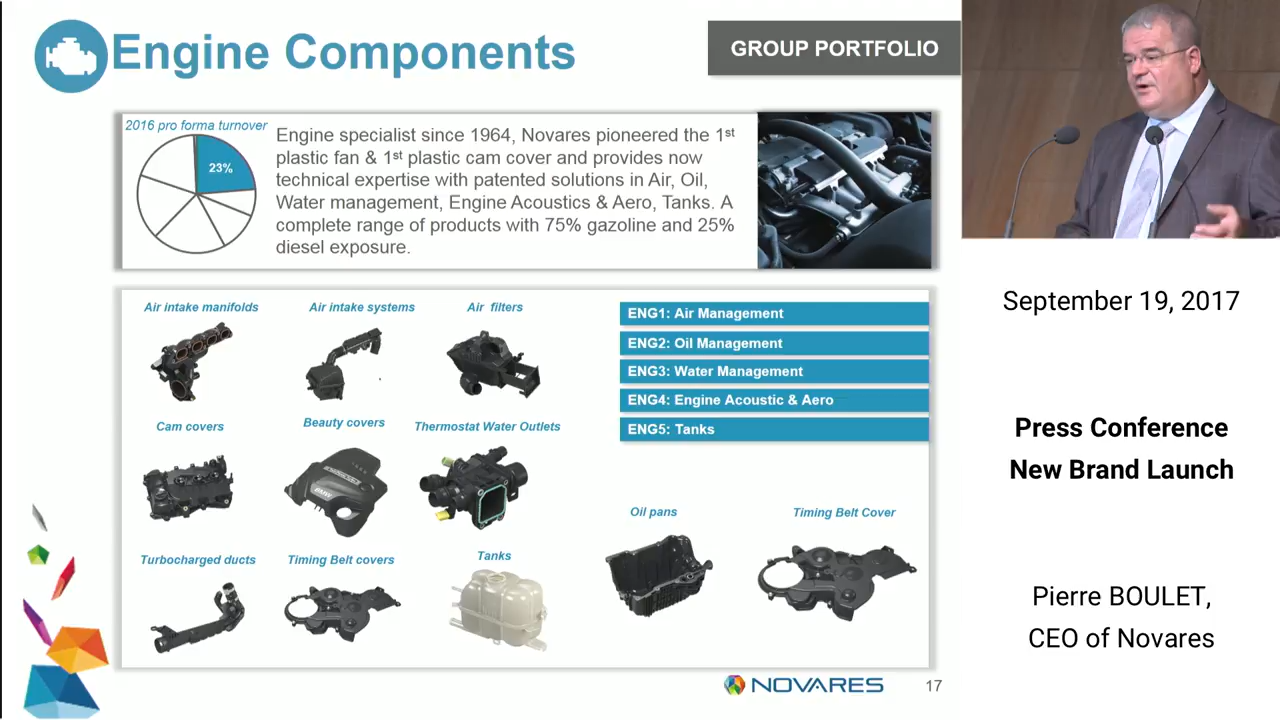 Engine Components
GROUP PORTFOLIO
2016 pro forma turnover
23%
Engine specialist since 1964, Novares pioneered the 1st
plastic fan & 1st plastic cam cover and provides now
technical expertise with patented solutions in Air, Oil,
Water management, Engine Acoustics & Aero, Tanks. A
complete range of products with 75% gazoline and 25%
diesel exposure.
Air intake manifolds
Air intake systems
Air filters
Cam covers
Beauty covers
Thermostat Water Outlets
Turbocharged ducts
Timing Belt covers
Tanks
ENG1: Air Management
ENG2: Oil Management
ENG3: Water Management
ENG4: Engine Acoustic & Aero
ENG5: Tanks
Oil pans
Timing Belt Cover
NOVARES
17
September 19, 2017
Press Conference
New Brand Launch
Pierre BOULET,
CEO of Novares